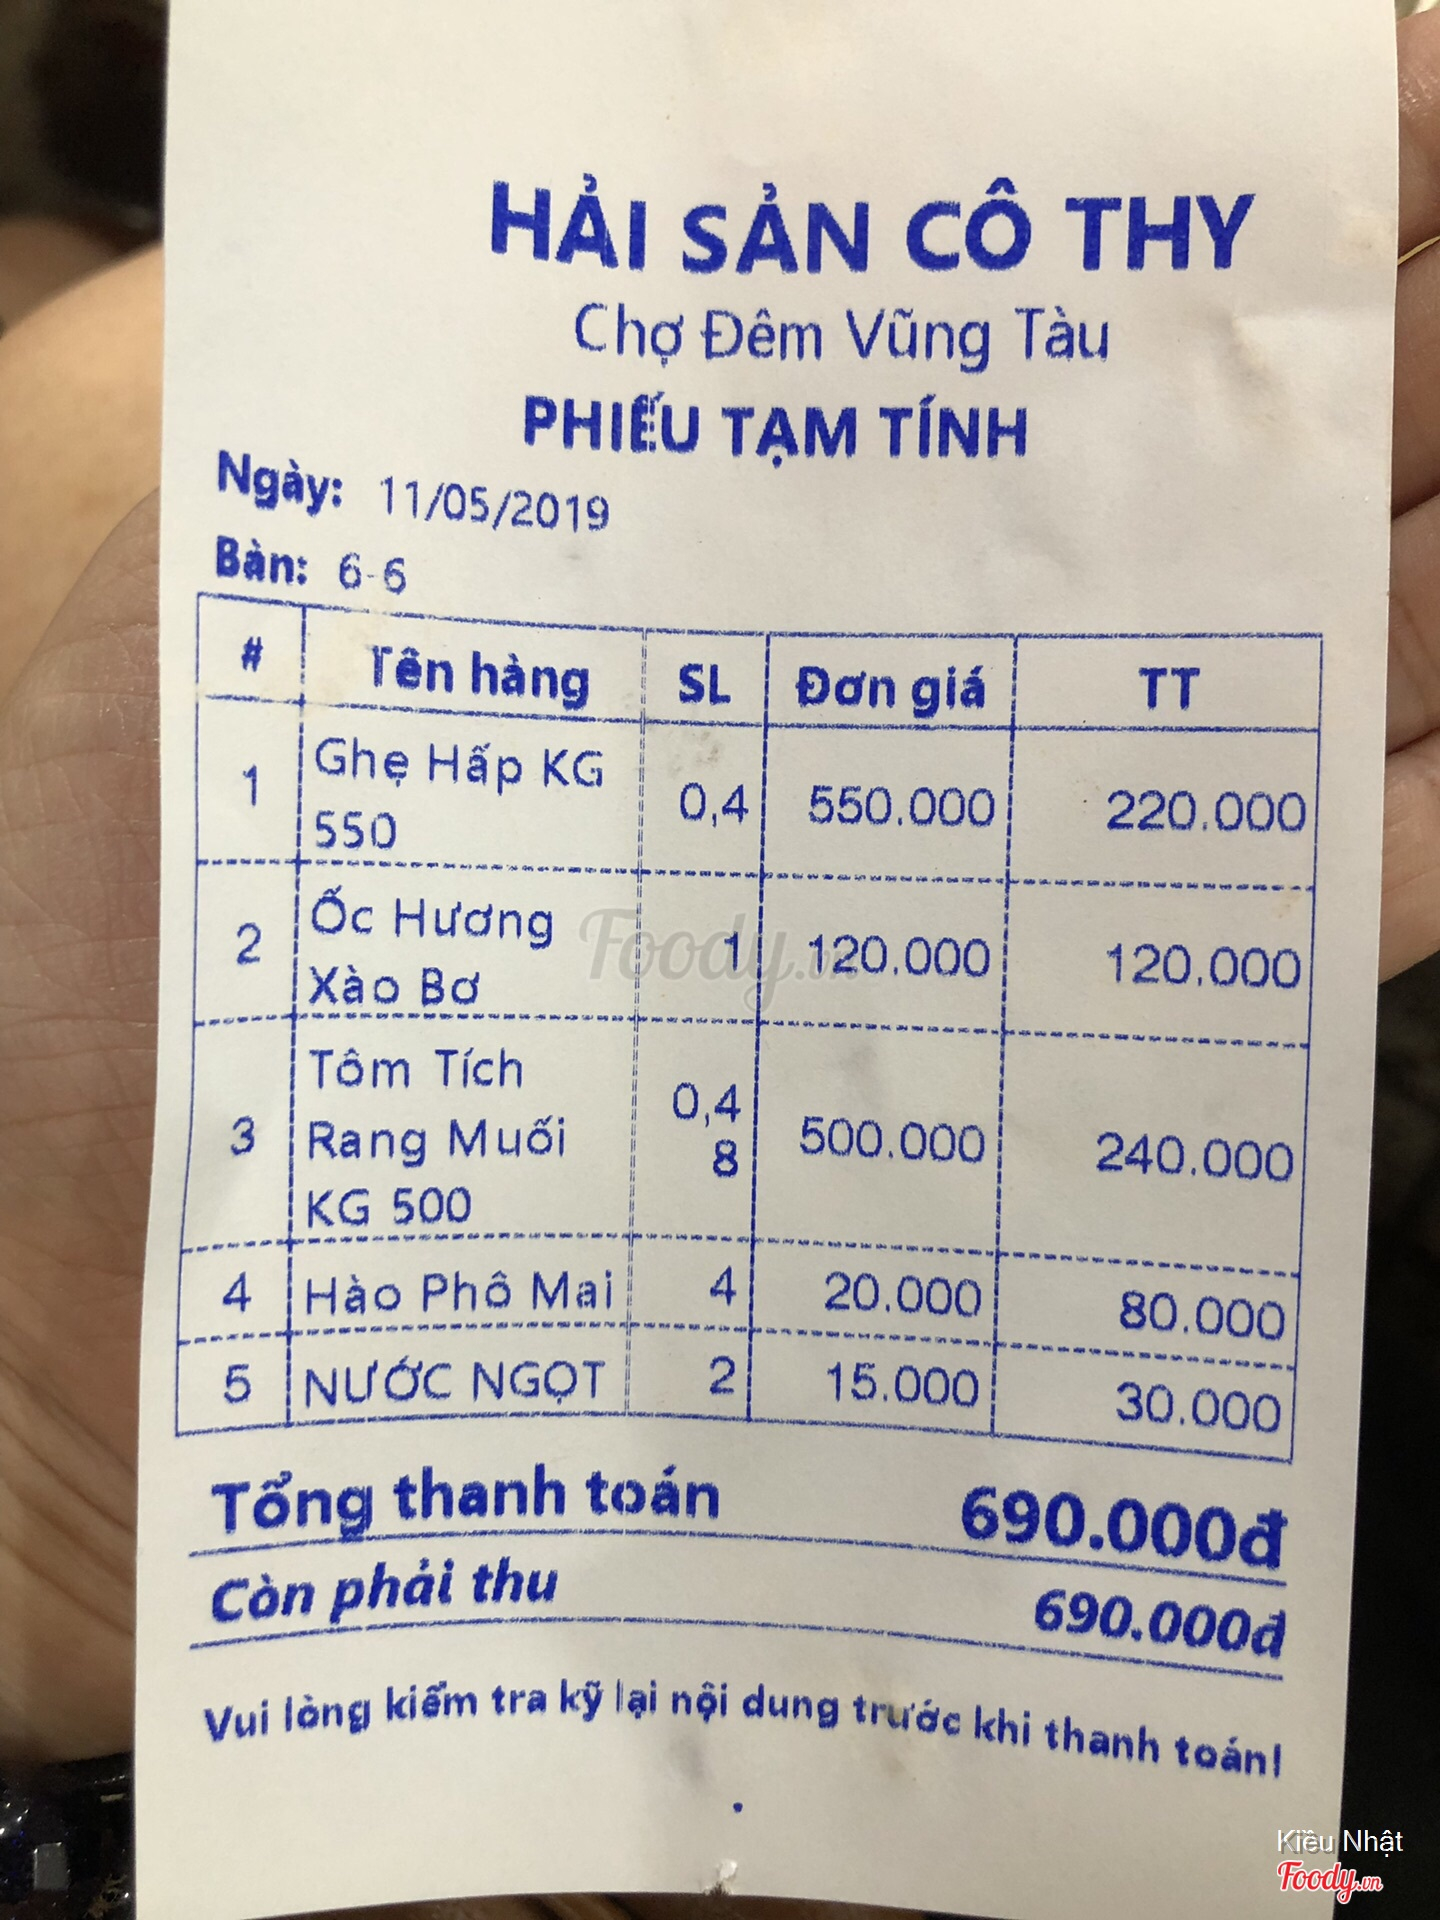 HẢI SẢN CÔ THY
Chợ Đêm Vũng Tàu
PHIẾU TẠM TÍNH
Ngày: 11/05/2019
Bàn: 6-6
# Tên hàng SL Đơn giá TT
1 Ghẹ Hấp KG 550 0,4 550.000 220.000
2 Ốc Hương Xào Bơ 1 120.000 120.000
3 Tôm Tích Rang Muối KG 500 0,48 500.000 240.000
4 Hào Phô Mai 4 20.000 80.000
5 NƯỚC NGỌT 2 15.000 30.000
Tổng thanh toán 690.000đ
Còn phải thu 690.000đ
Vui lòng kiểm tra kỹ lại nội dung trước khi thanh toán!
Foody.vn
Kiều Nhật
Foody.vn